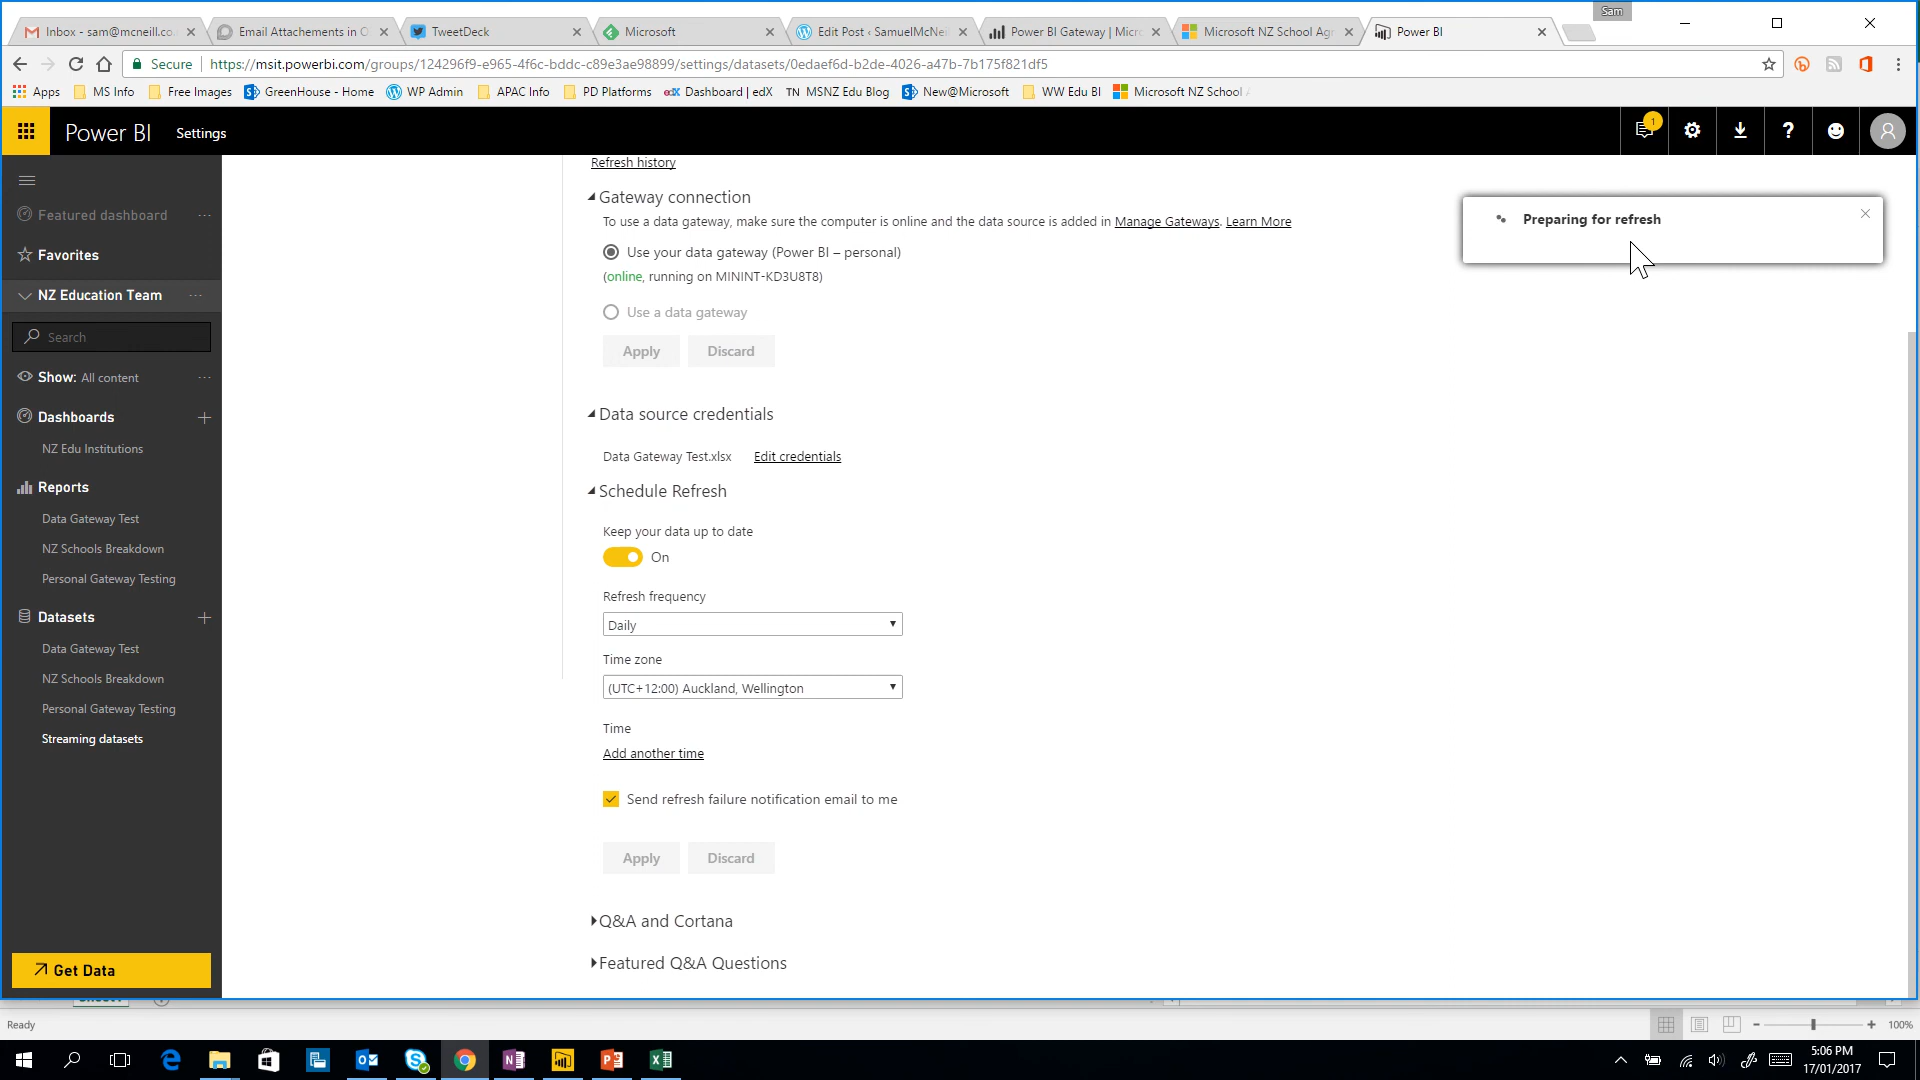 Sam
Inbox - sam@mcneill.co
Email Attachements in O
TweetDeck
Microsoft
Edit Post ‹ SamuelMcNei
Power BI Gateway | Micr
Microsoft NZ School Agr
Power BI
Secure
https://msit.powerbi.com/groups/124296f9-e965-4f6c-bddc-c89e3ae98899/settings/datasets/0edaef6d-b2de-4026-a47b-7b175f821df5
Apps
MS Info
Free Images
GreenHouse - Home
WP Admin
APAC Info
PD Platforms
edX Dashboard | edX
TN MSNZ Edu Blog
New@Microsoft
WW Edu BI
Microsoft NZ School
Power BI
Settings
1
Refresh history
Gateway connection
To use a data gateway, make sure the computer is online and the data source is added in Manage Gateways. Learn More
Use your data gateway (Power BI – personal)
(online, running on MININT-KD3U8T8)
Use a data gateway
Apply
Discard
Preparing for refresh
Featured dashboard
Favorites
NZ Education Team
Search
Show: All content
Dashboards
NZ Edu Institutions
Reports
Data Gateway Test
NZ Schools Breakdown
Personal Gateway Testing
Datasets
Data Gateway Test
NZ Schools Breakdown
Personal Gateway Testing
Streaming datasets
Get Data
Data source credentials
Data Gateway Test.xlsx
Edit credentials
Schedule Refresh
Keep your data up to date
On
Refresh frequency
Daily
Time zone
(UTC+12:00) Auckland, Wellington
Time
Add another time
Send refresh failure notification email to me
Apply
Discard
Q&A and Cortana
Featured Q&A Questions
Ready
100%
5:06 PM
17/01/2017